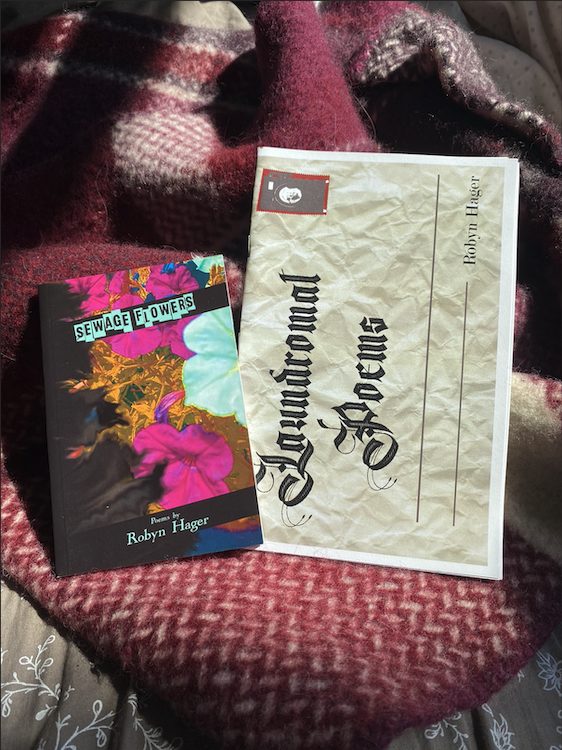 SEWAGE FLOWERS
Poems by
Robyn Hager
Laundromat
Poems
Robyn Hager